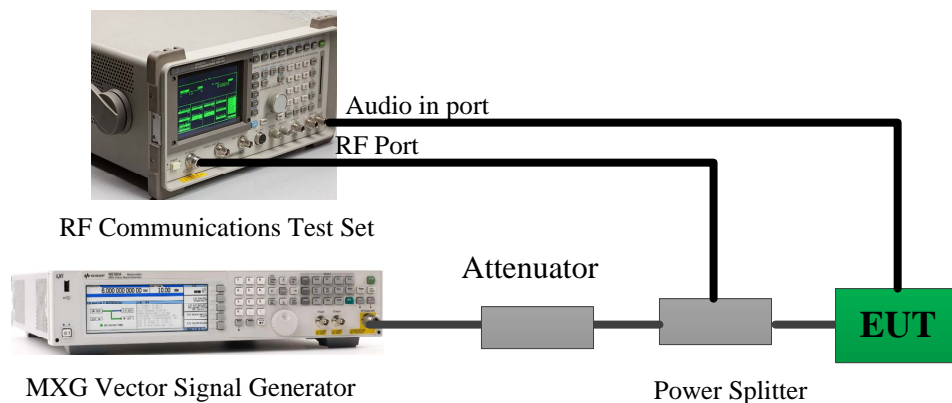 Audio in port
RF Port
RF Communications Test Set
Attenuator
EUT
MXG Vector Signal Generator
Power Splitter